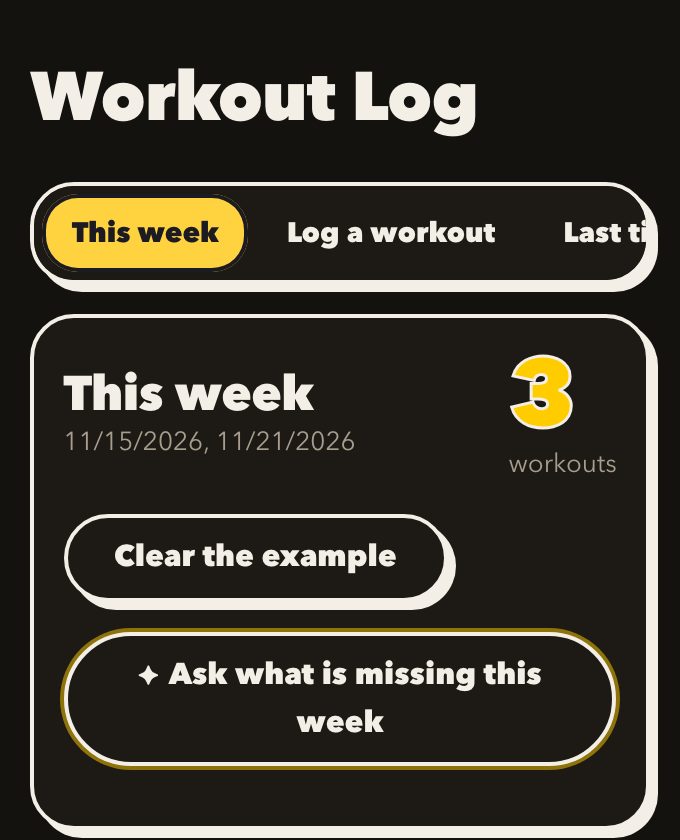 Workout Log
This week
Log a workout
Last
This week
11/15/2026, 11/21/2026
3
workouts
Clear the example
✦ Ask what is missing this
week